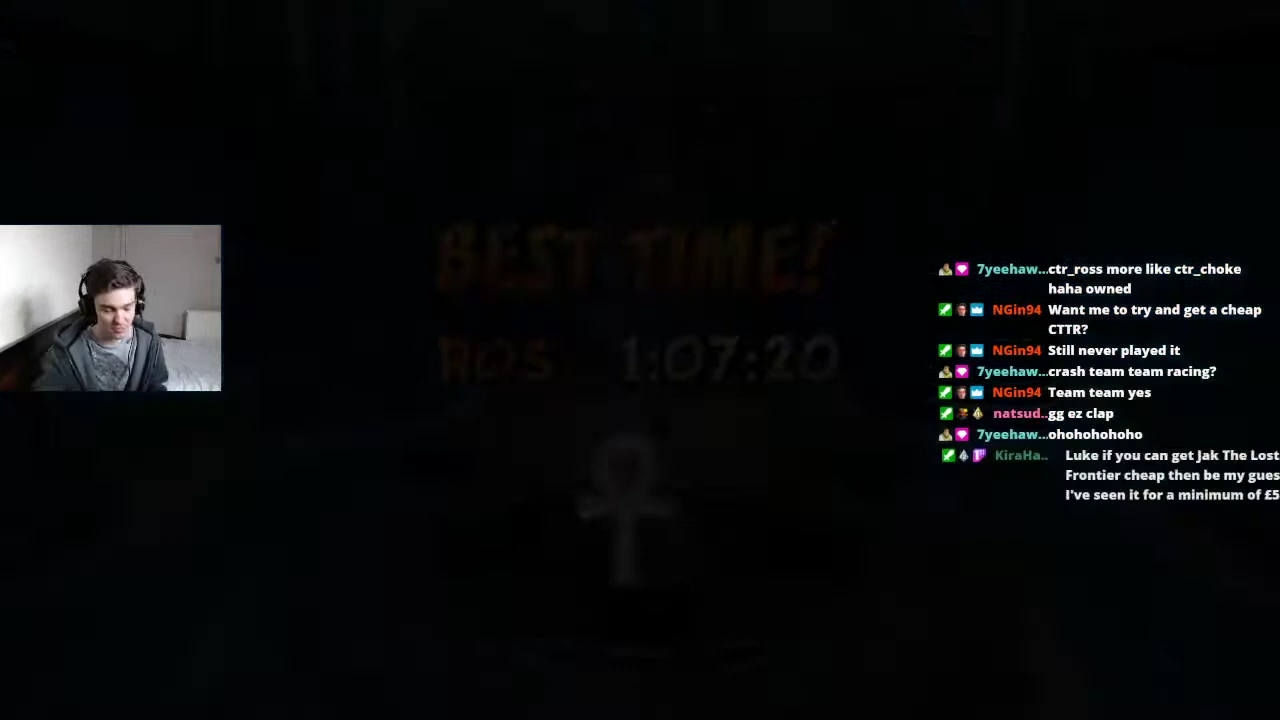 BEST TIME!
ROS 1:07:20
7yeehaw... ctr_ross more like ctr_choke
haha owned
NGin94 Want me to try and get a cheap
CTTR?
NGin94 Still never played it
7yeehaw... crash team team racing?
NGin94 Team team yes
natsud.. gg ez clap
7yeehaw... ohohohohoho
KiraHa.. Luke if you can get Jak The Lost
Frontier cheap then be my gues
I've seen it for a minimum of £5